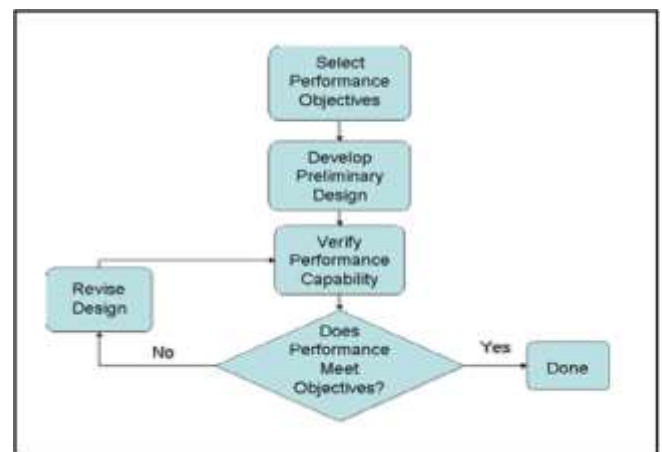 Select
Performance
Objectives
Develop
Preliminary
Design
Verify
Performance
Capability
Revise
Design
Does
Performance
Meet
Objectives?
No
Yes
Done